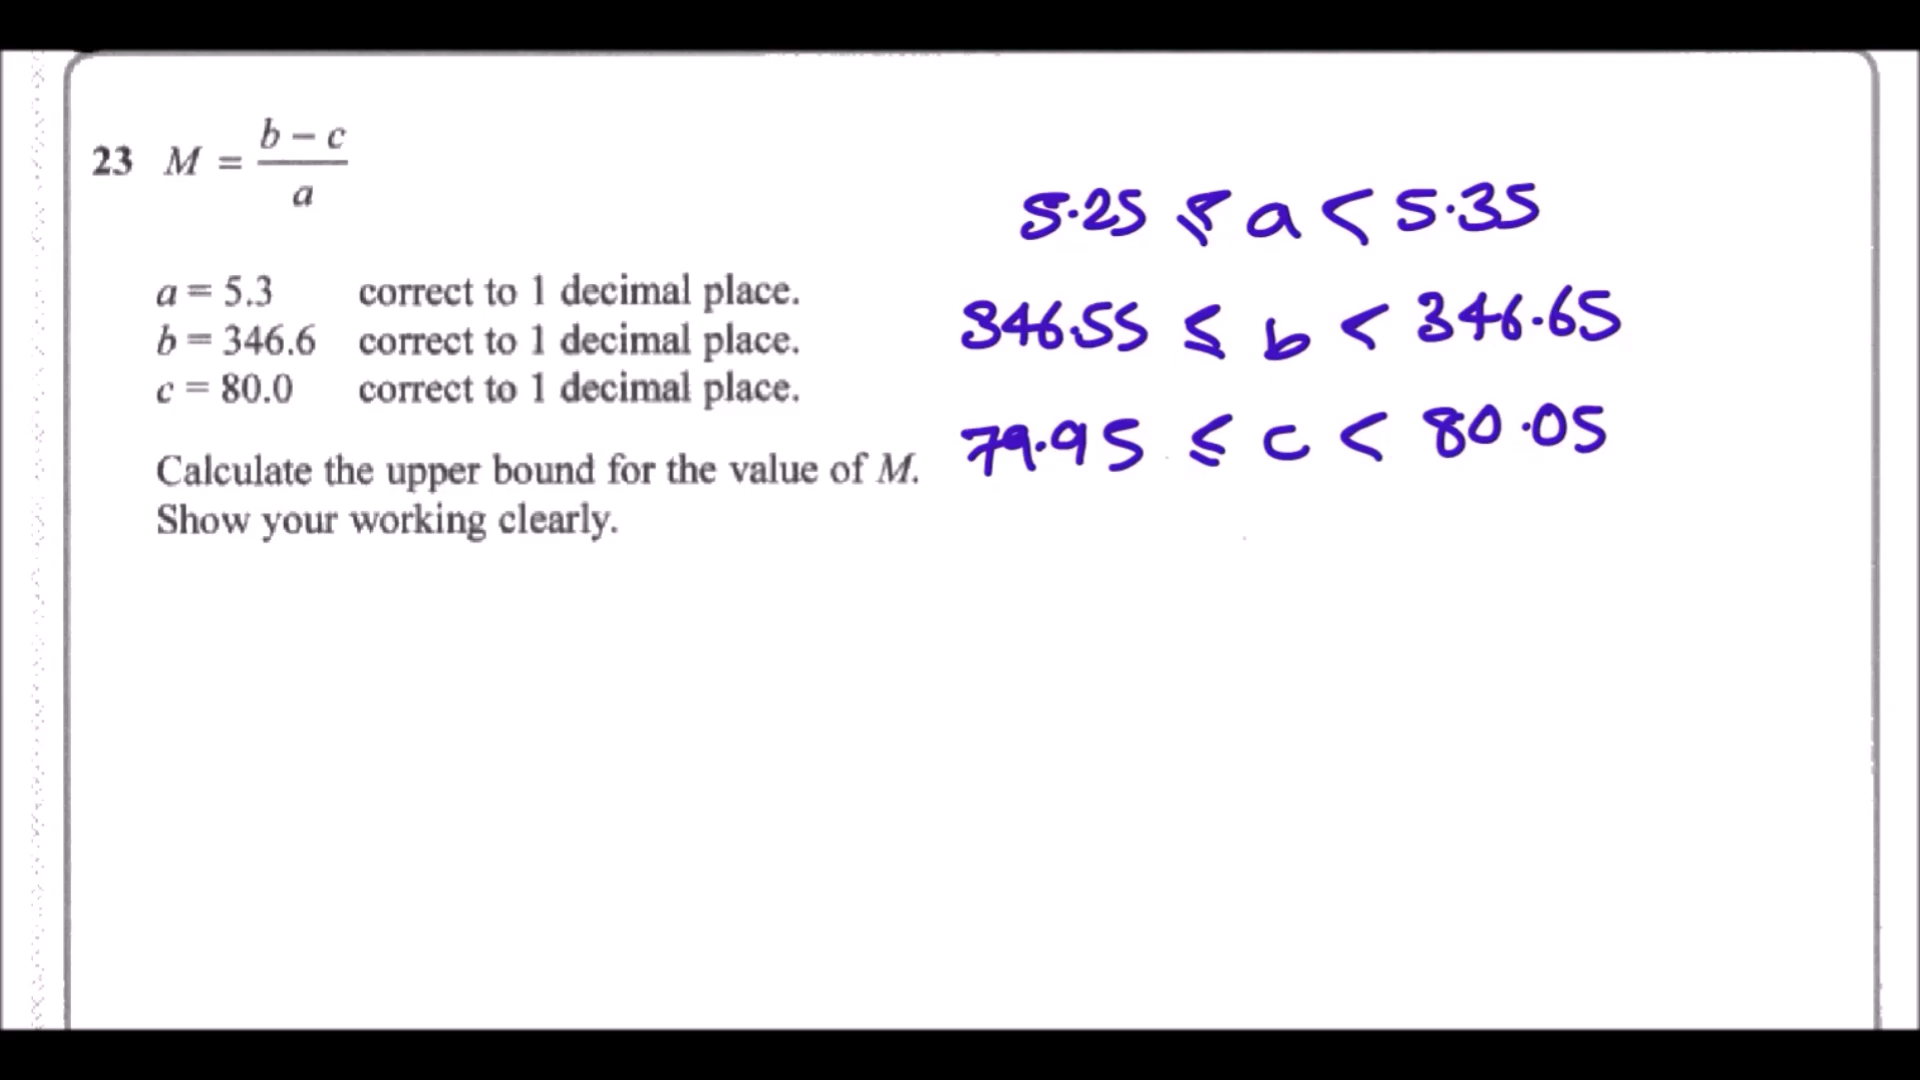 23 M = b − c / a
5.25 ≤ a < 5.35
a = 5.3 correct to 1 decimal place.
346.55 ≤ b < 346.65
b = 346.6 correct to 1 decimal place.
c = 80.0 correct to 1 decimal place.
79.95 ≤ c < 80.05
Calculate the upper bound for the value of M.
Show your working clearly.